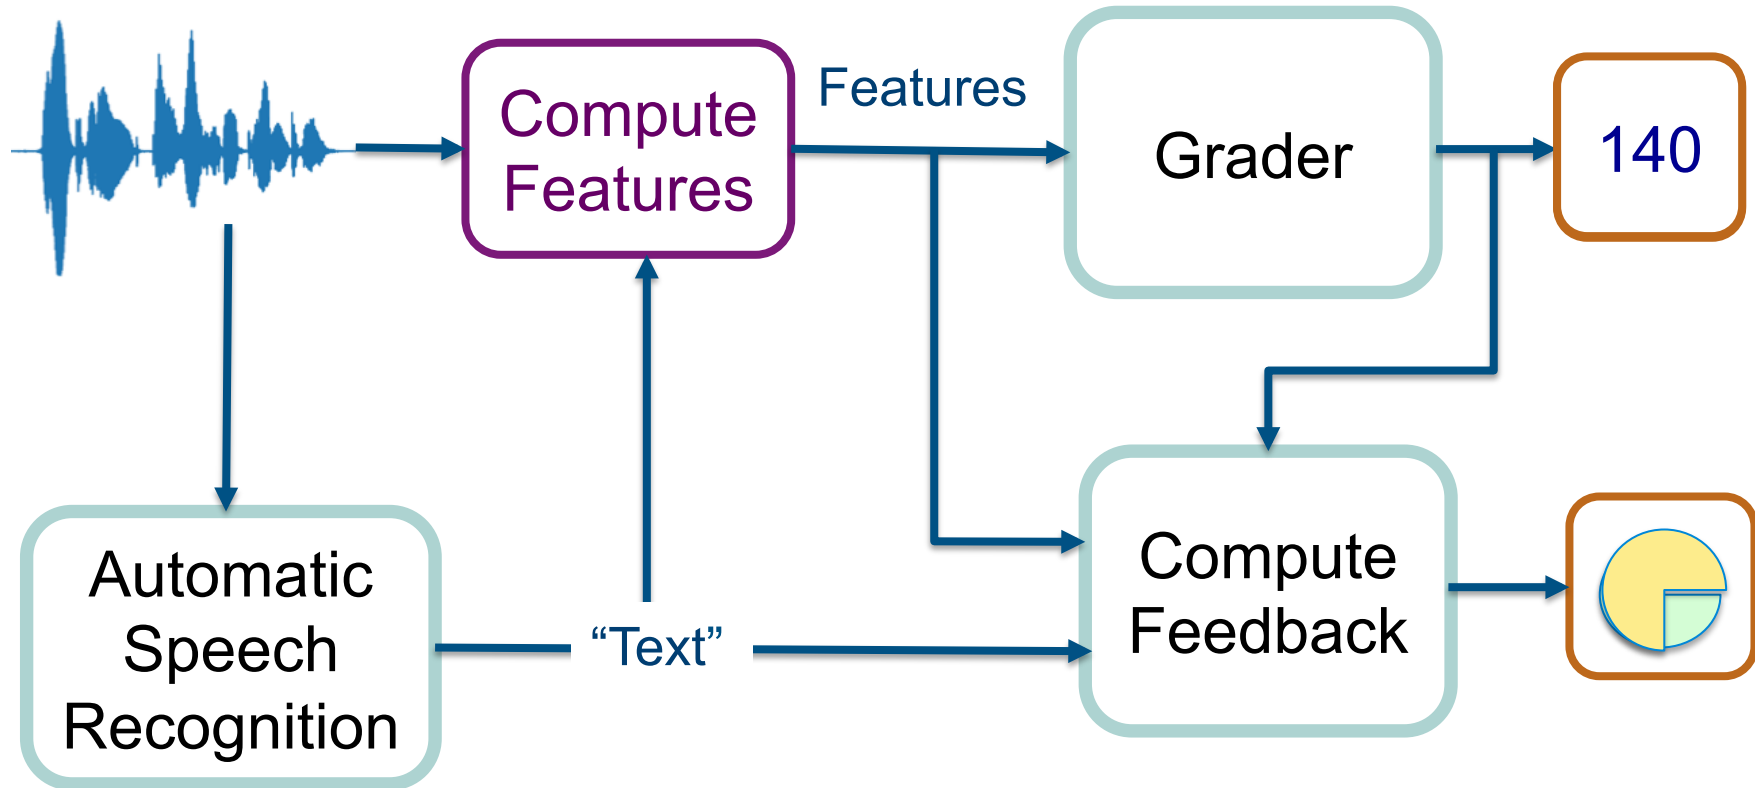 Compute
Features
Features
Grader
140
Automatic
Speech
Recognition
“Text”
Compute
Feedback